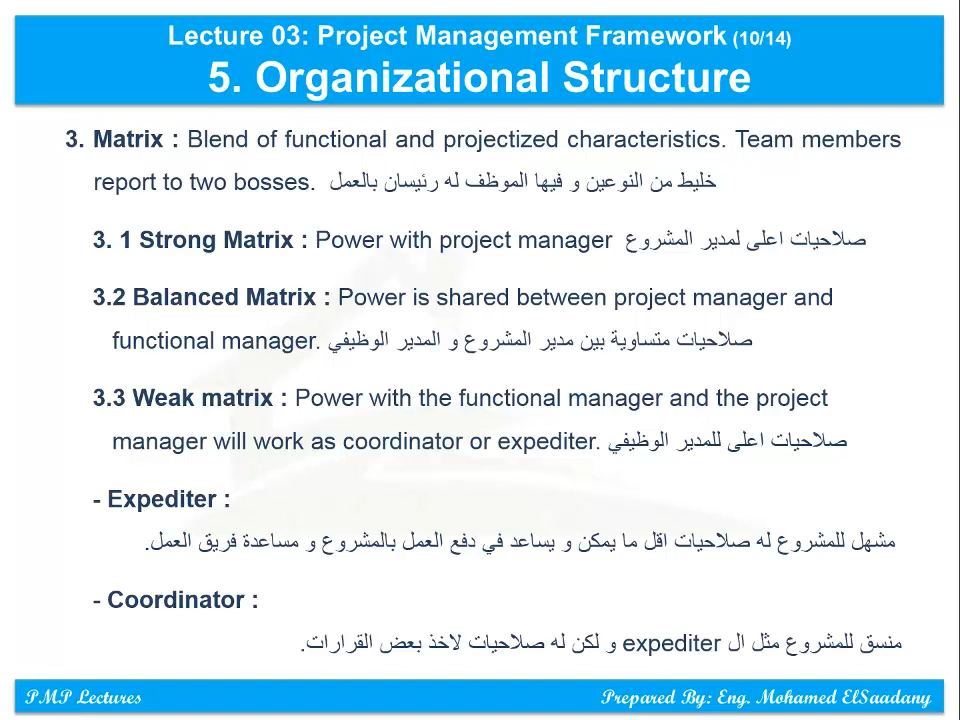 Lecture 03: Project Management Framework (10/14)
5. Organizational Structure
3. Matrix : Blend of functional and projectized characteristics. Team members
report to two bosses. خليط من النوعين و فيها الموظف له رئيسان بالعمل
3. 1 Strong Matrix : Power with project manager صلاحيات اعلى لمدير المشروع
3.2 Balanced Matrix : Power is shared between project manager and
functional manager. صلاحيات متساوية بين مدير المشروع و المدير الوظيفي
3.3 Weak matrix : Power with the functional manager and the project
manager will work as coordinator or expediter. صلاحيات اعلى للمدير الوظيفي
- Expediter :
مشهل للمشروع له صلاحيات اقل ما يمكن و يساعد في دفع العمل بالمشروع و مساعدة فريق العمل.
- Coordinator :
منسق للمشروع مثل ال expediter و لكن له صلاحيات لاخذ بعض القرارات.
PMP Lectures
Prepared By: Eng. Mohamed ElSaadany